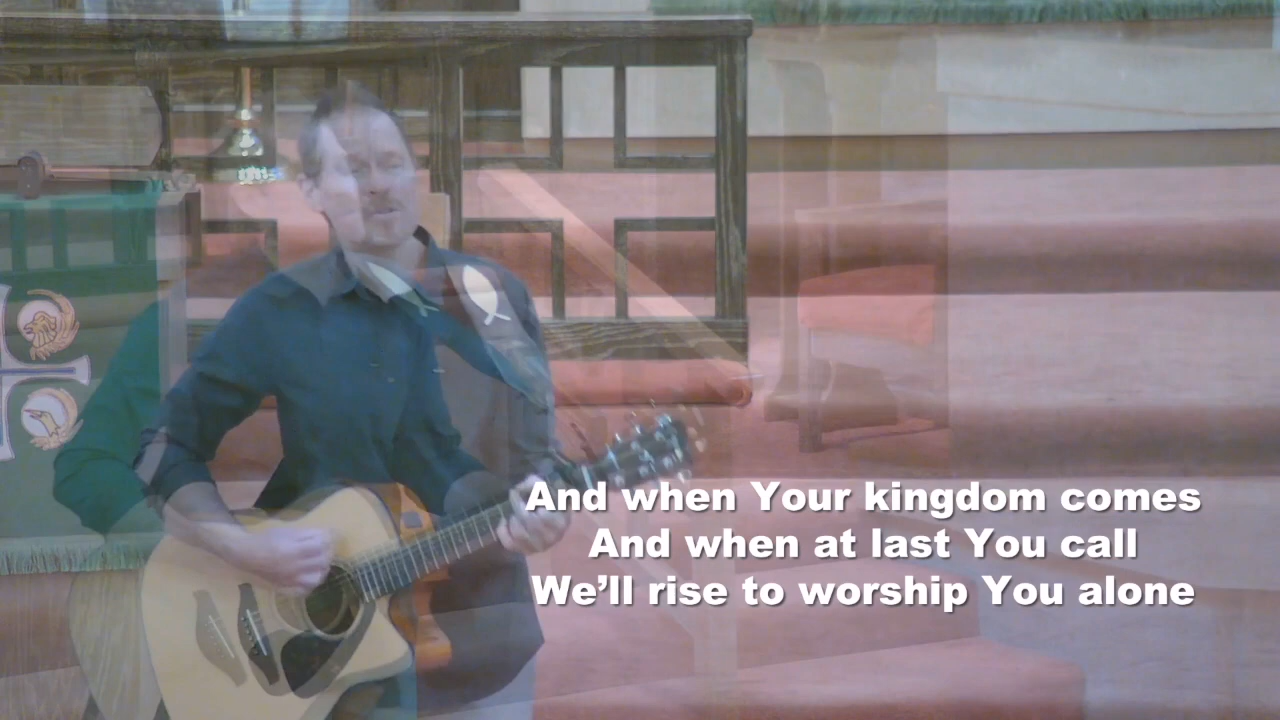 And when Your kingdom comes
And when at last You call
We’ll rise to worship You alone